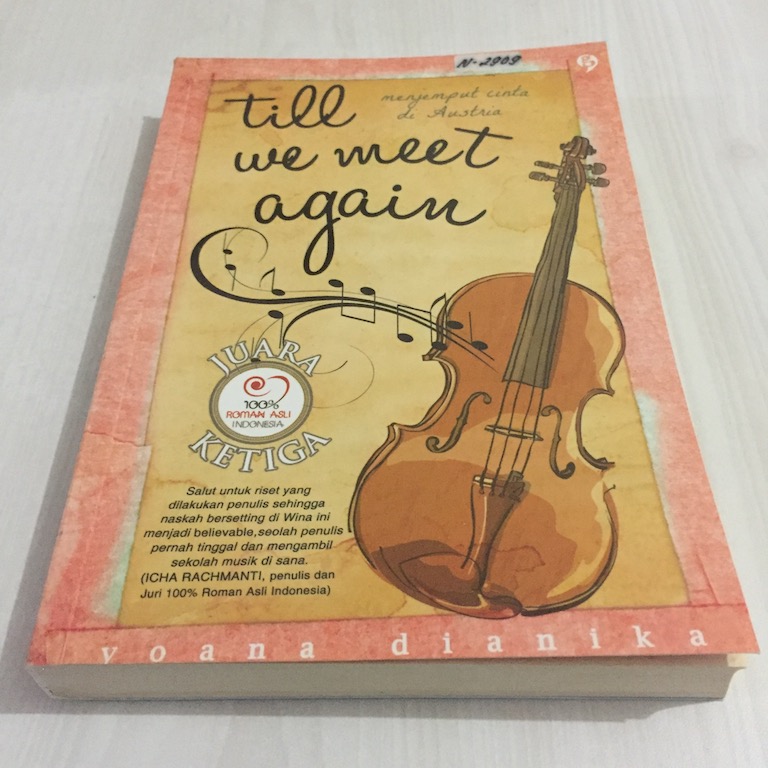 N-2909
till
menjemput cinta
di Austria
we meet
again
JUARA
100%
ROMAN ASLI
INDONESIA
KETIGA
Salut untuk riset yang
dilakukan penulis sehingga
naskah bersetting di Wina ini
menjadi believable,seolah penulis
pernah tinggal dan mengambil
sekolah musik di sana.
(ICHA RACHMANTI, penulis dan
Juri 100% Roman Asli Indonesia)
yoana dianika